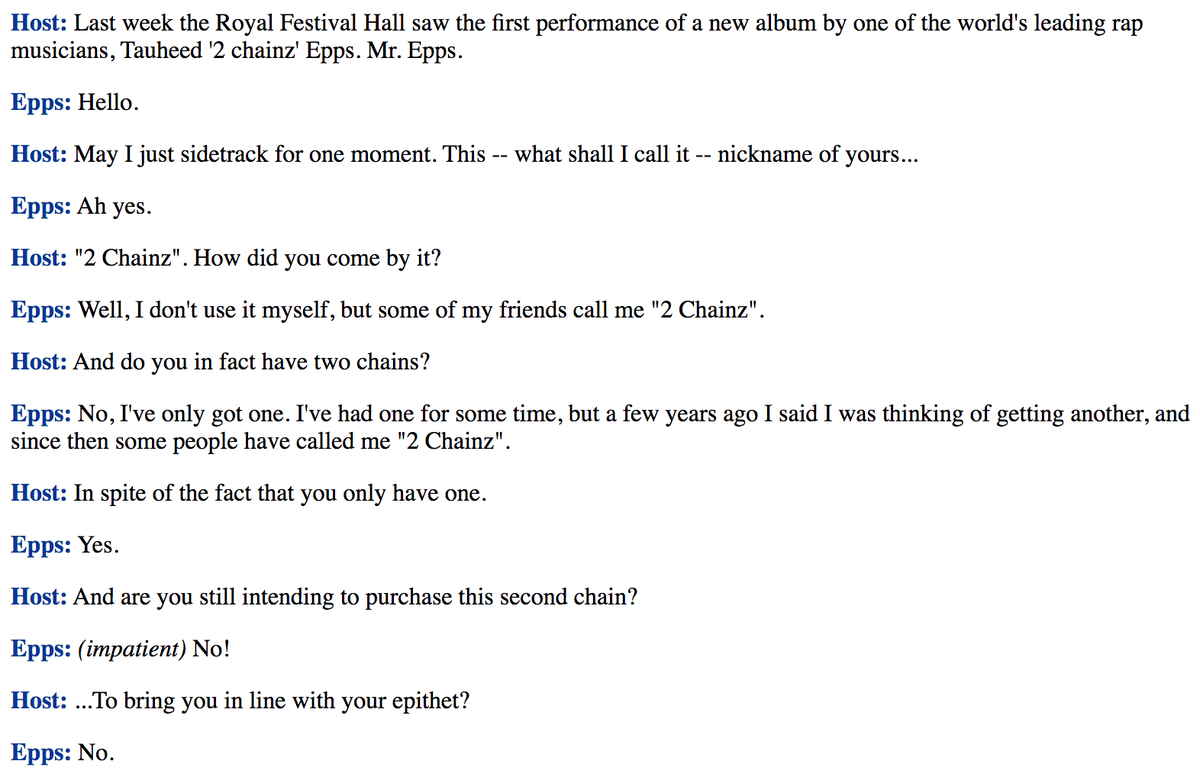 Host: Last week the Royal Festival Hall saw the first performance of a new album by one of the world's leading rap
musicians, Tauheed '2 chainz' Epps. Mr. Epps.
Epps: Hello.
Host: May I just sidetrack for one moment. This -- what shall I call it -- nickname of yours...
Epps: Ah yes.
Host: "2 Chainz". How did you come by it?
Epps: Well, I don't use it myself, but some of my friends call me "2 Chainz".
Host: And do you in fact have two chains?
Epps: No, I've only got one. I've had one for some time, but a few years ago I said I was thinking of getting another, and
since then some people have called me "2 Chainz".
Host: In spite of the fact that you only have one.
Epps: Yes.
Host: And are you still intending to purchase this second chain?
Epps: (impatient) No!
Host: ...To bring you in line with your epithet?
Epps: No.